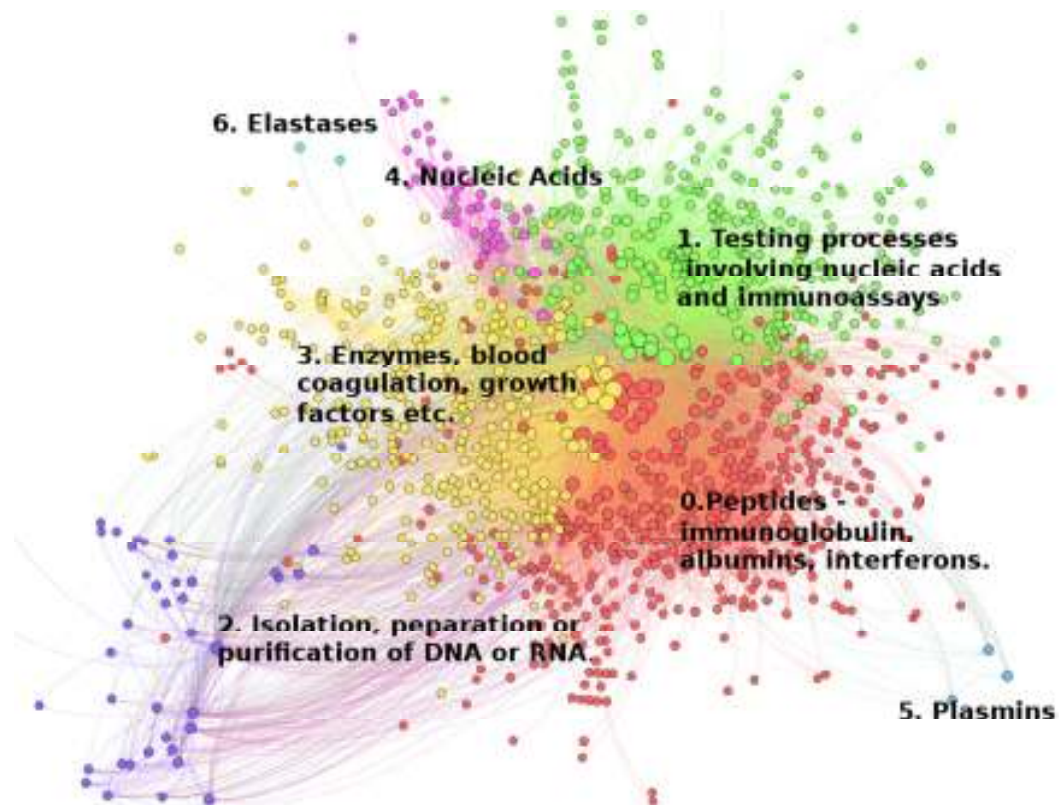 6. Elastases
4. Nucleic Acids
1. Testing processes
involving nucleic acids
and immunoassays
3. Enzymes, blood
coagulation, growth
factors etc.
0.Peptides -
immunoglobulin,
albumins, interferons.
2. Isolation, peparation or
purification of DNA or RNA.
5. Plasmins